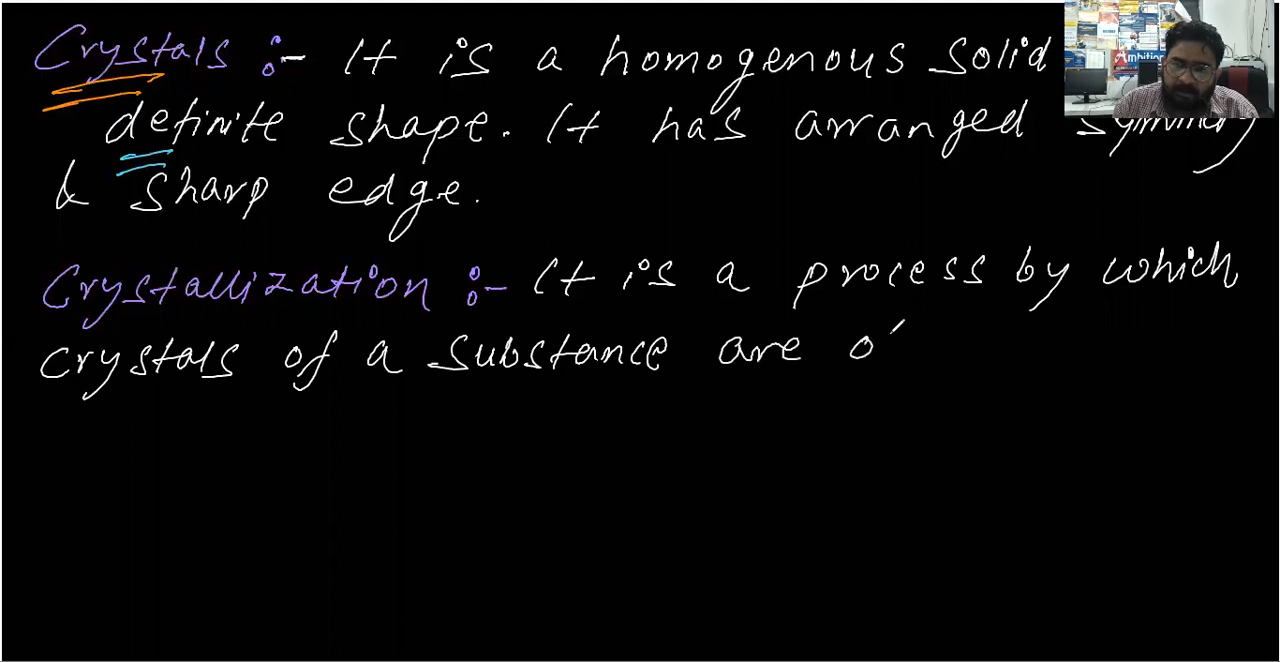 Crystals :- It is a homogenous solid
definite shape. It has arranged
& sharp edge.
Crystallization :- It is a process by which
crystals of a substance are o
Ambition